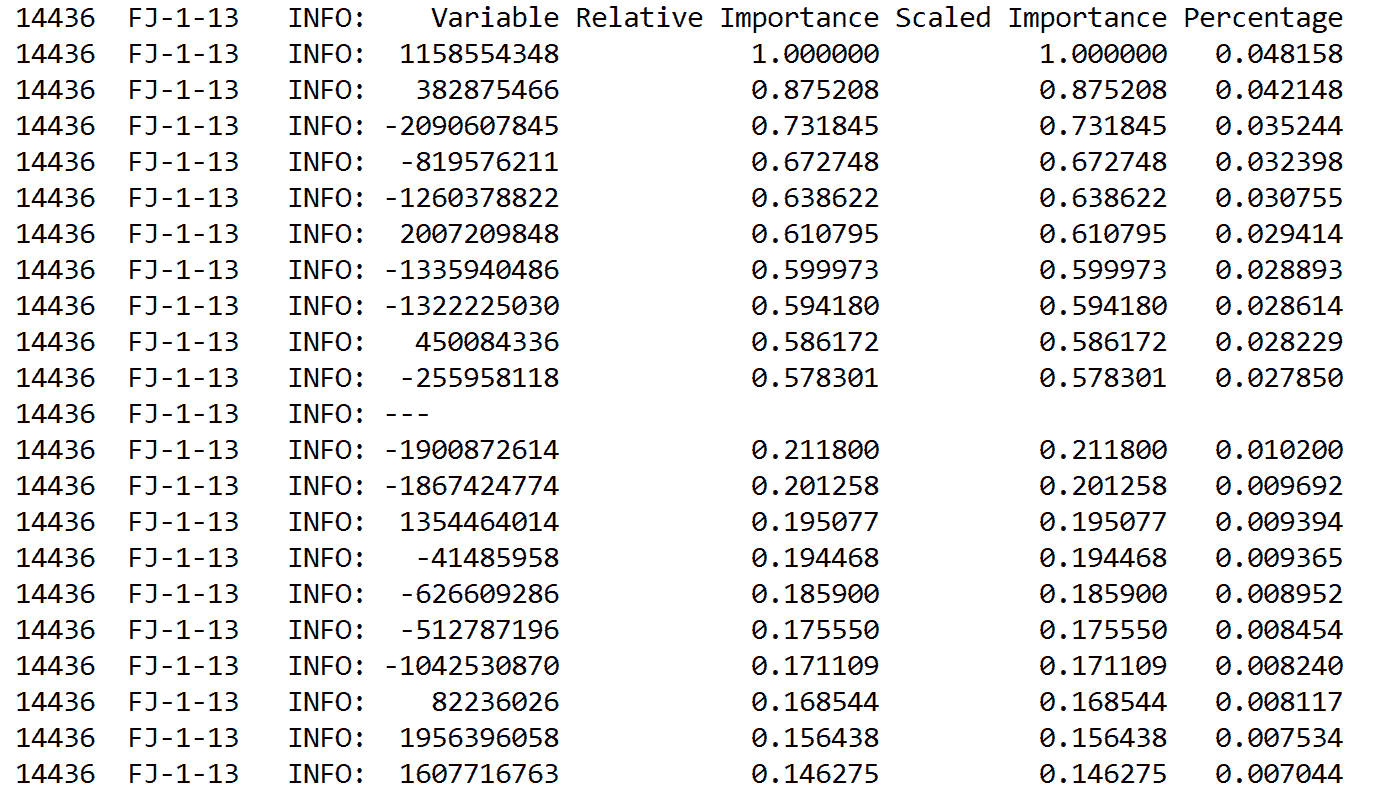 14436  FJ-1-13   INFO:    Variable Relative Importance Scaled Importance Percentage
14436  FJ-1-13   INFO:  1158554348            1.000000          1.000000   0.048158
14436  FJ-1-13   INFO:   382875466            0.875208          0.875208   0.042148
14436  FJ-1-13   INFO: -2090607845            0.731845          0.731845   0.035244
14436  FJ-1-13   INFO:  -819576211            0.672748          0.672748   0.032398
14436  FJ-1-13   INFO: -1260378822            0.638622          0.638622   0.030755
14436  FJ-1-13   INFO:  2007209848            0.610795          0.610795   0.029414
14436  FJ-1-13   INFO: -1335940486            0.599973          0.599973   0.028893
14436  FJ-1-13   INFO: -1322225030            0.594180          0.594180   0.028614
14436  FJ-1-13   INFO:   450084336            0.586172          0.586172   0.028229
14436  FJ-1-13   INFO:  -255958118            0.578301          0.578301   0.027850
14436  FJ-1-13   INFO: ---
14436  FJ-1-13   INFO: -1900872614            0.211800          0.211800   0.010200
14436  FJ-1-13   INFO: -1867424774            0.201258          0.201258   0.009692
14436  FJ-1-13   INFO:  1354464014            0.195077          0.195077   0.009394
14436  FJ-1-13   INFO:   -41485958            0.194468          0.194468   0.009365
14436  FJ-1-13   INFO:  -626609286            0.185900          0.185900   0.008952
14436  FJ-1-13   INFO:  -512787196            0.175550          0.175550   0.008454
14436  FJ-1-13   INFO: -1042530870            0.171109          0.171109   0.008240
14436  FJ-1-13   INFO:    82236026            0.168544          0.168544   0.008117
14436  FJ-1-13   INFO:  1956396058            0.156438          0.156438   0.007534
14436  FJ-1-13   INFO:  1607716763            0.146275          0.146275   0.007044